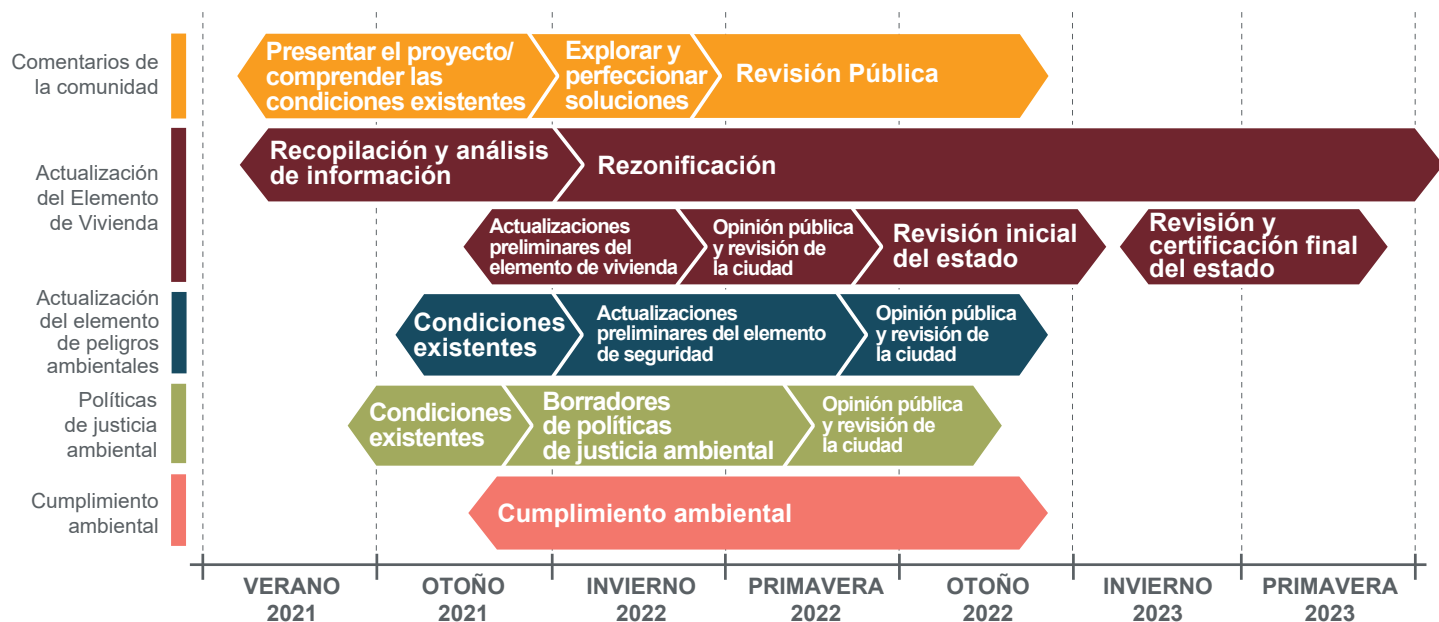 Comentarios de
la comunidad
Presentar el proyecto/
comprender las
condiciones existentes
Explorar y
perfeccionar
soluciones
Revisión Pública
Actualización
del Elemento
de Vivienda
Recopilación y análisis
de información
Rezonificación
Actualizaciones
preliminares del
elemento de vivienda
Opinión pública
y revisión de
la ciudad
Revisión inicial
del estado
Revisión y
certificación final
del estado
Actualización
del elemento
de peligros
ambientales
Condiciones
existentes
Actualizaciones
preliminares del elemento
de seguridad
Opinión pública
y revisión de
la ciudad
Políticas
de justicia
ambiental
Condiciones
existentes
Borradores
de políticas
de justicia ambiental
Opinión pública
y revisión de
la ciudad
Cumplimiento
ambiental
Cumplimiento ambiental
VERANO
2021
OTOÑO
2021
INVIERNO
2022
PRIMAVERA
2022
OTOÑO
2022
INVIERNO
2023
PRIMAVERA
2023